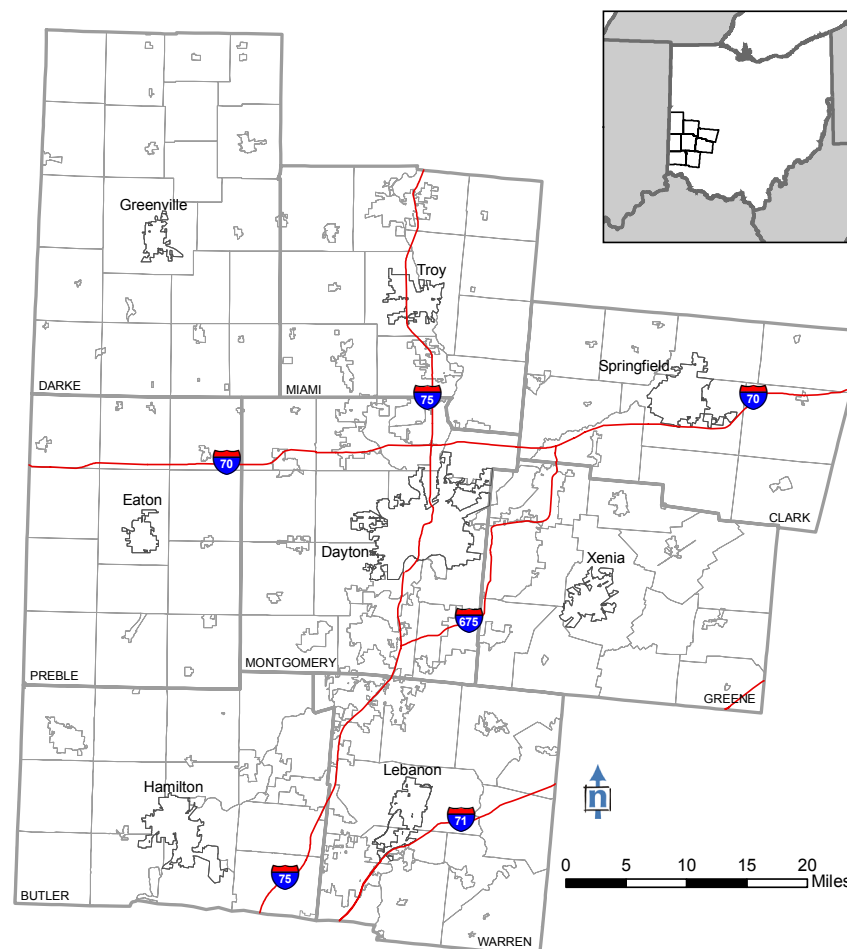 Greenville
Troy
Springfield
DARKE
MIAMI
75
70
70
Eaton
CLARK
Dayton
Xenia
675
PREBLE
MONTGOMERY
GREENE
Hamilton
Lebanon
n
71
0 5 10 15 20
Miles
75
BUTLER
WARREN